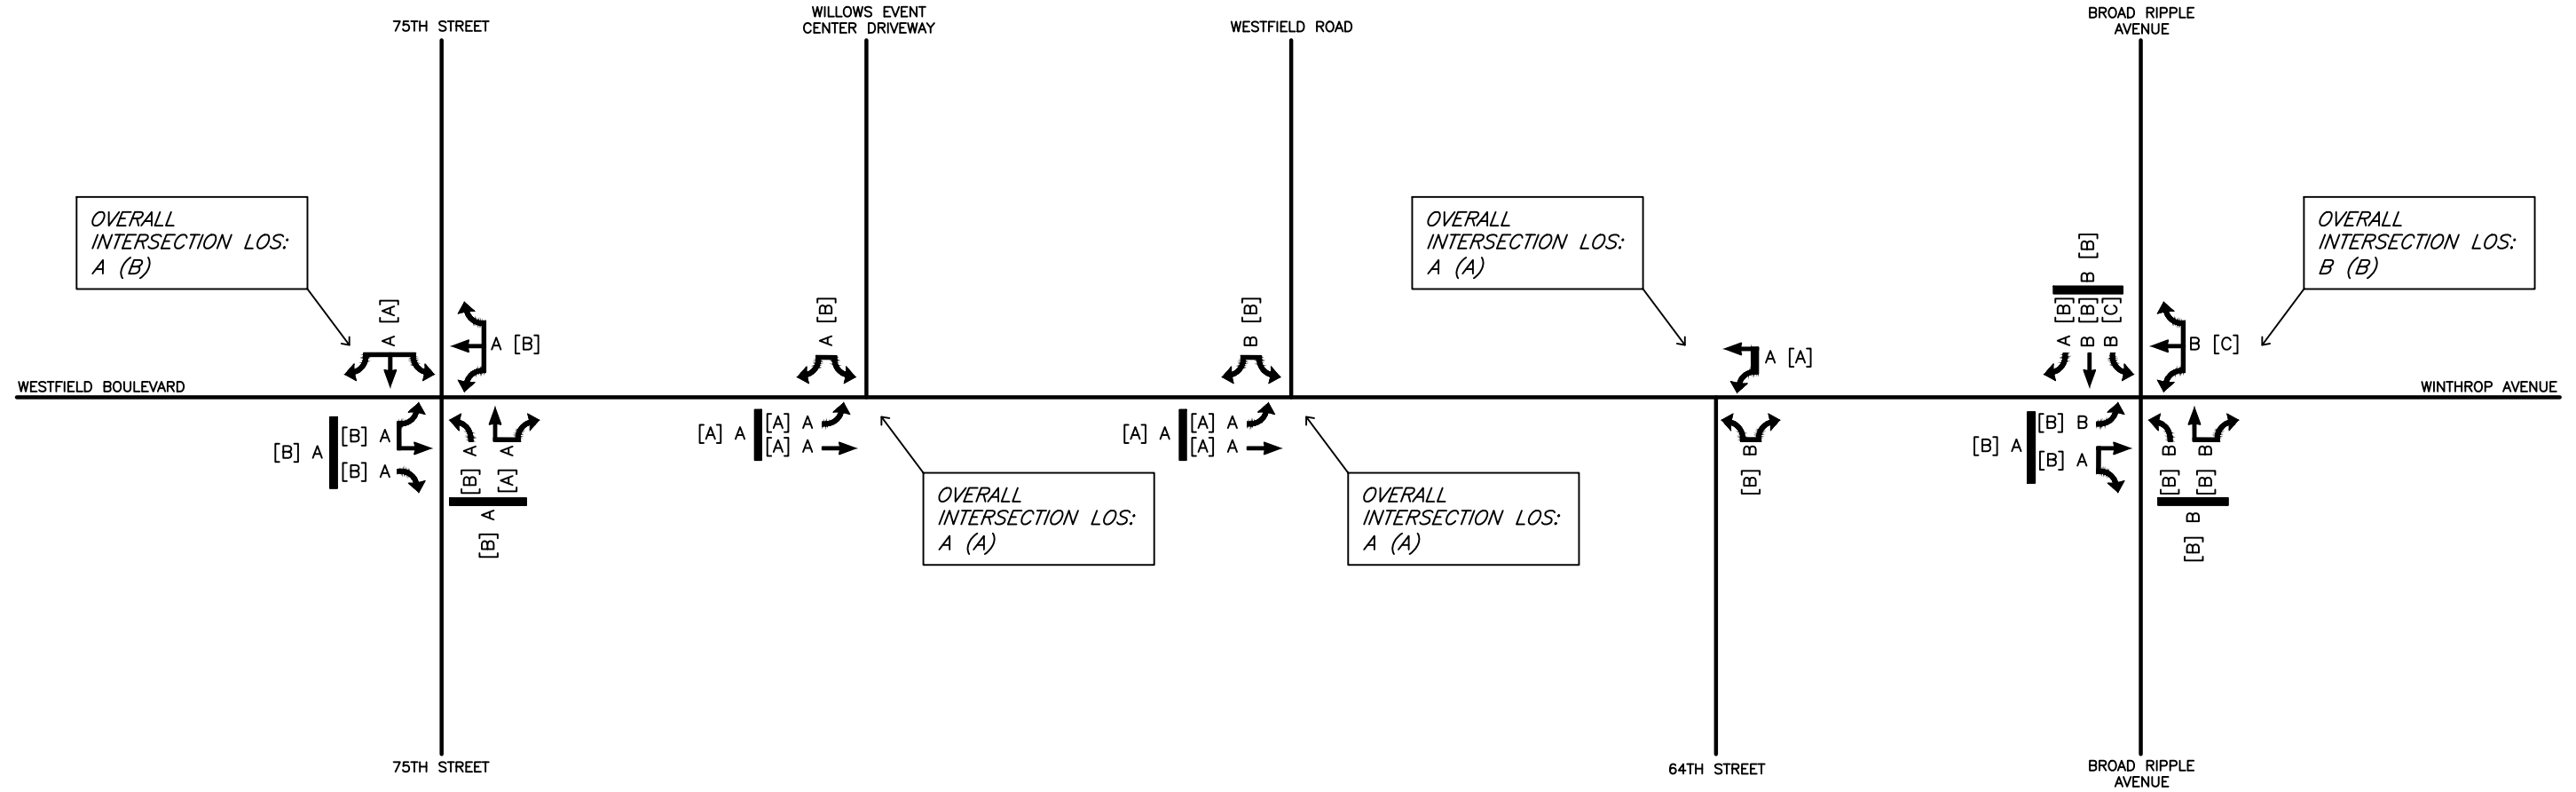 75TH STREET
WILLOWS EVENT
CENTER DRIVEWAY
WESTFIELD ROAD
BROAD RIPPLE
AVENUE
OVERALL
INTERSECTION LOS:
A (B)
OVERALL
INTERSECTION LOS:
A (A)
OVERALL
INTERSECTION LOS:
B (B)
A [A]
A [B]
A [B]
B [B]
A [A]
B [B]
A [B]
B [B]
B [C]
B [C]
WESTFIELD BOULEVARD
WINTHROP AVENUE
[B] A
[B] A
[B] A
[B] A
[A] A
[B] A
[A] A
[A] A
[A] A
OVERALL
INTERSECTION LOS:
A (A)
[A] A
[A] A
[A] A
OVERALL
INTERSECTION LOS:
A (A)
[B] B
[B] A
[B] B
[B] A
[B] B
[B] B
[B] B
75TH STREET
64TH STREET
BROAD RIPPLE
AVENUE